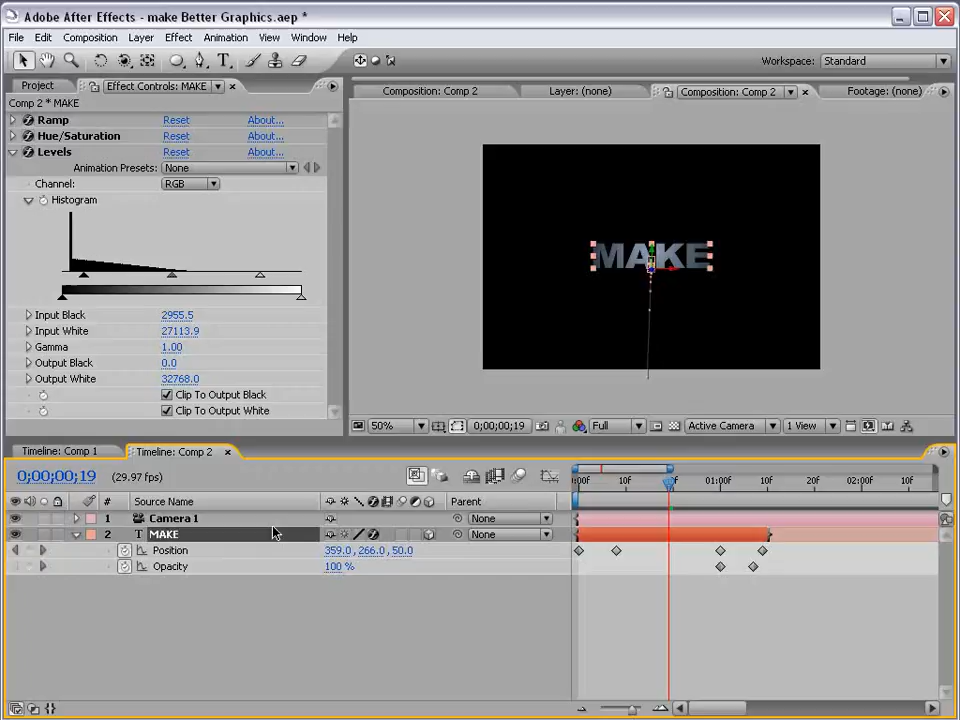 Adobe After Effects - make Better Graphics.aep *
File Edit Composition Layer Effect Animation View Window Help
Workspace: Standard
Project Effect Controls: MAKE
Composition: Comp 2 Layer: (none) Composition: Comp 2 Footage: (none)
Comp 2 * MAKE
Ramp Reset About...
Hue/Saturation Reset About...
Levels Reset About...
Animation Presets: None
Channel: RGB
Histogram
Input Black 2955.5
Input White 27113.9
Gamma 1.00
Output Black 0.0
Output White 32768.0
Clip To Output Black
Clip To Output White
MAKE
50% 0;00;00;19 Full Active Camera 1 View
Timeline: Comp 1 Timeline: Comp 2
0;00;00;19 (29.97 fps)
# Source Name Parent
1 Camera 1 None
2 T MAKE None
Position 359.0, 266.0, 50.0
Opacity 100 %
:00F 10F 20F 01:00F 10F 20F 02:00F 10F